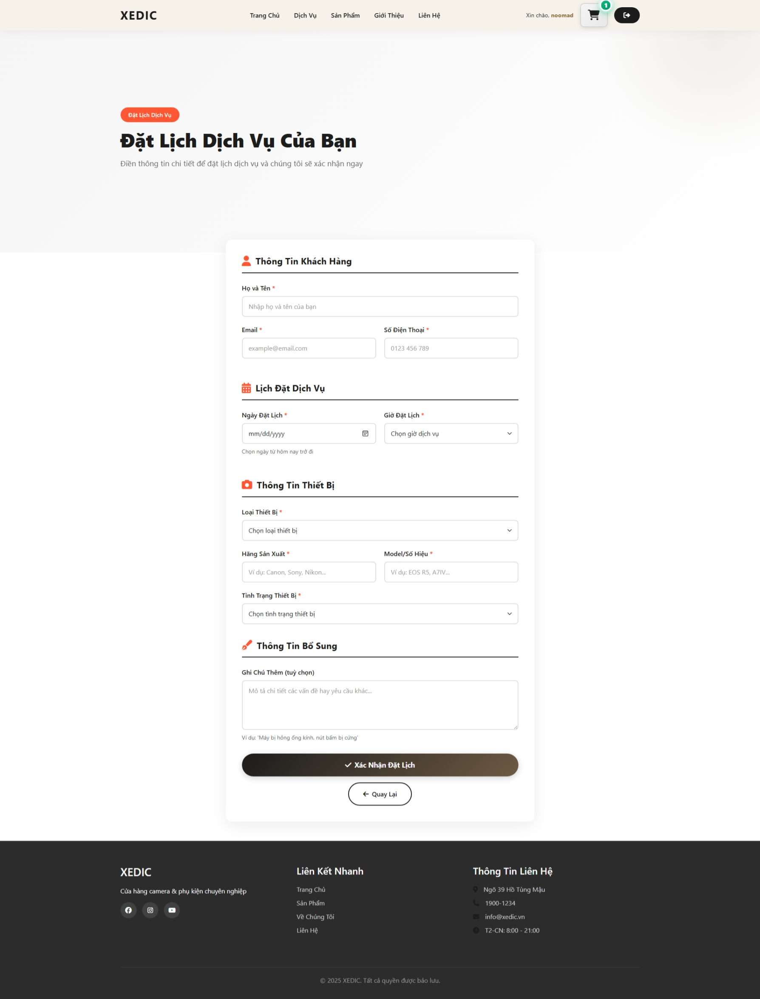 XEDIC
Trang Chủ
Dịch Vụ
Sản Phẩm
Giới Thiệu
Liên Hệ
Xin chào, noomad
1
Đặt Lịch Dịch Vụ
Đặt Lịch Dịch Vụ Của Bạn
Điền thông tin chi tiết để đặt lịch dịch vụ và chúng tôi sẽ xác nhận ngay
Thông Tin Khách Hàng
Họ và Tên *
Nhập họ và tên của bạn
Email *
Số Điện Thoại *
example@email.com
0123 456 789
Lịch Đặt Dịch Vụ
Ngày Đặt Lịch *
Giờ Đặt Lịch *
mm/dd/yyyy
Chọn giờ dịch vụ
Chọn ngày từ hôm nay trở đi
Thông Tin Thiết Bị
Loại Thiết Bị *
Chọn loại thiết bị
Hãng Sản Xuất *
Model/Số Hiệu *
Ví dụ: Canon, Sony, Nikon...
Ví dụ: EOS R5, A7IV...
Tình Trạng Thiết Bị *
Chọn tình trạng thiết bị
Thông Tin Bổ Sung
Ghi Chú Thêm (tuỳ chọn)
Mô tả chi tiết các vấn đề hay yêu cầu khác...
Ví dụ: 'Máy bị hỏng ống kính, nút bấm bị cứng'
Xác Nhận Đặt Lịch
Quay Lại
XEDIC
Cửa hàng camera & phụ kiện chuyên nghiệp
Liên Kết Nhanh
Trang Chủ
Sản Phẩm
Về Chúng Tôi
Liên Hệ
Thông Tin Liên Hệ
Ngõ 39 Hồ Tùng Mậu
1900-1234
info@xedic.vn
T2-CN: 8:00 - 21:00
© 2025 XEDIC. Tất cả quyền được bảo lưu.